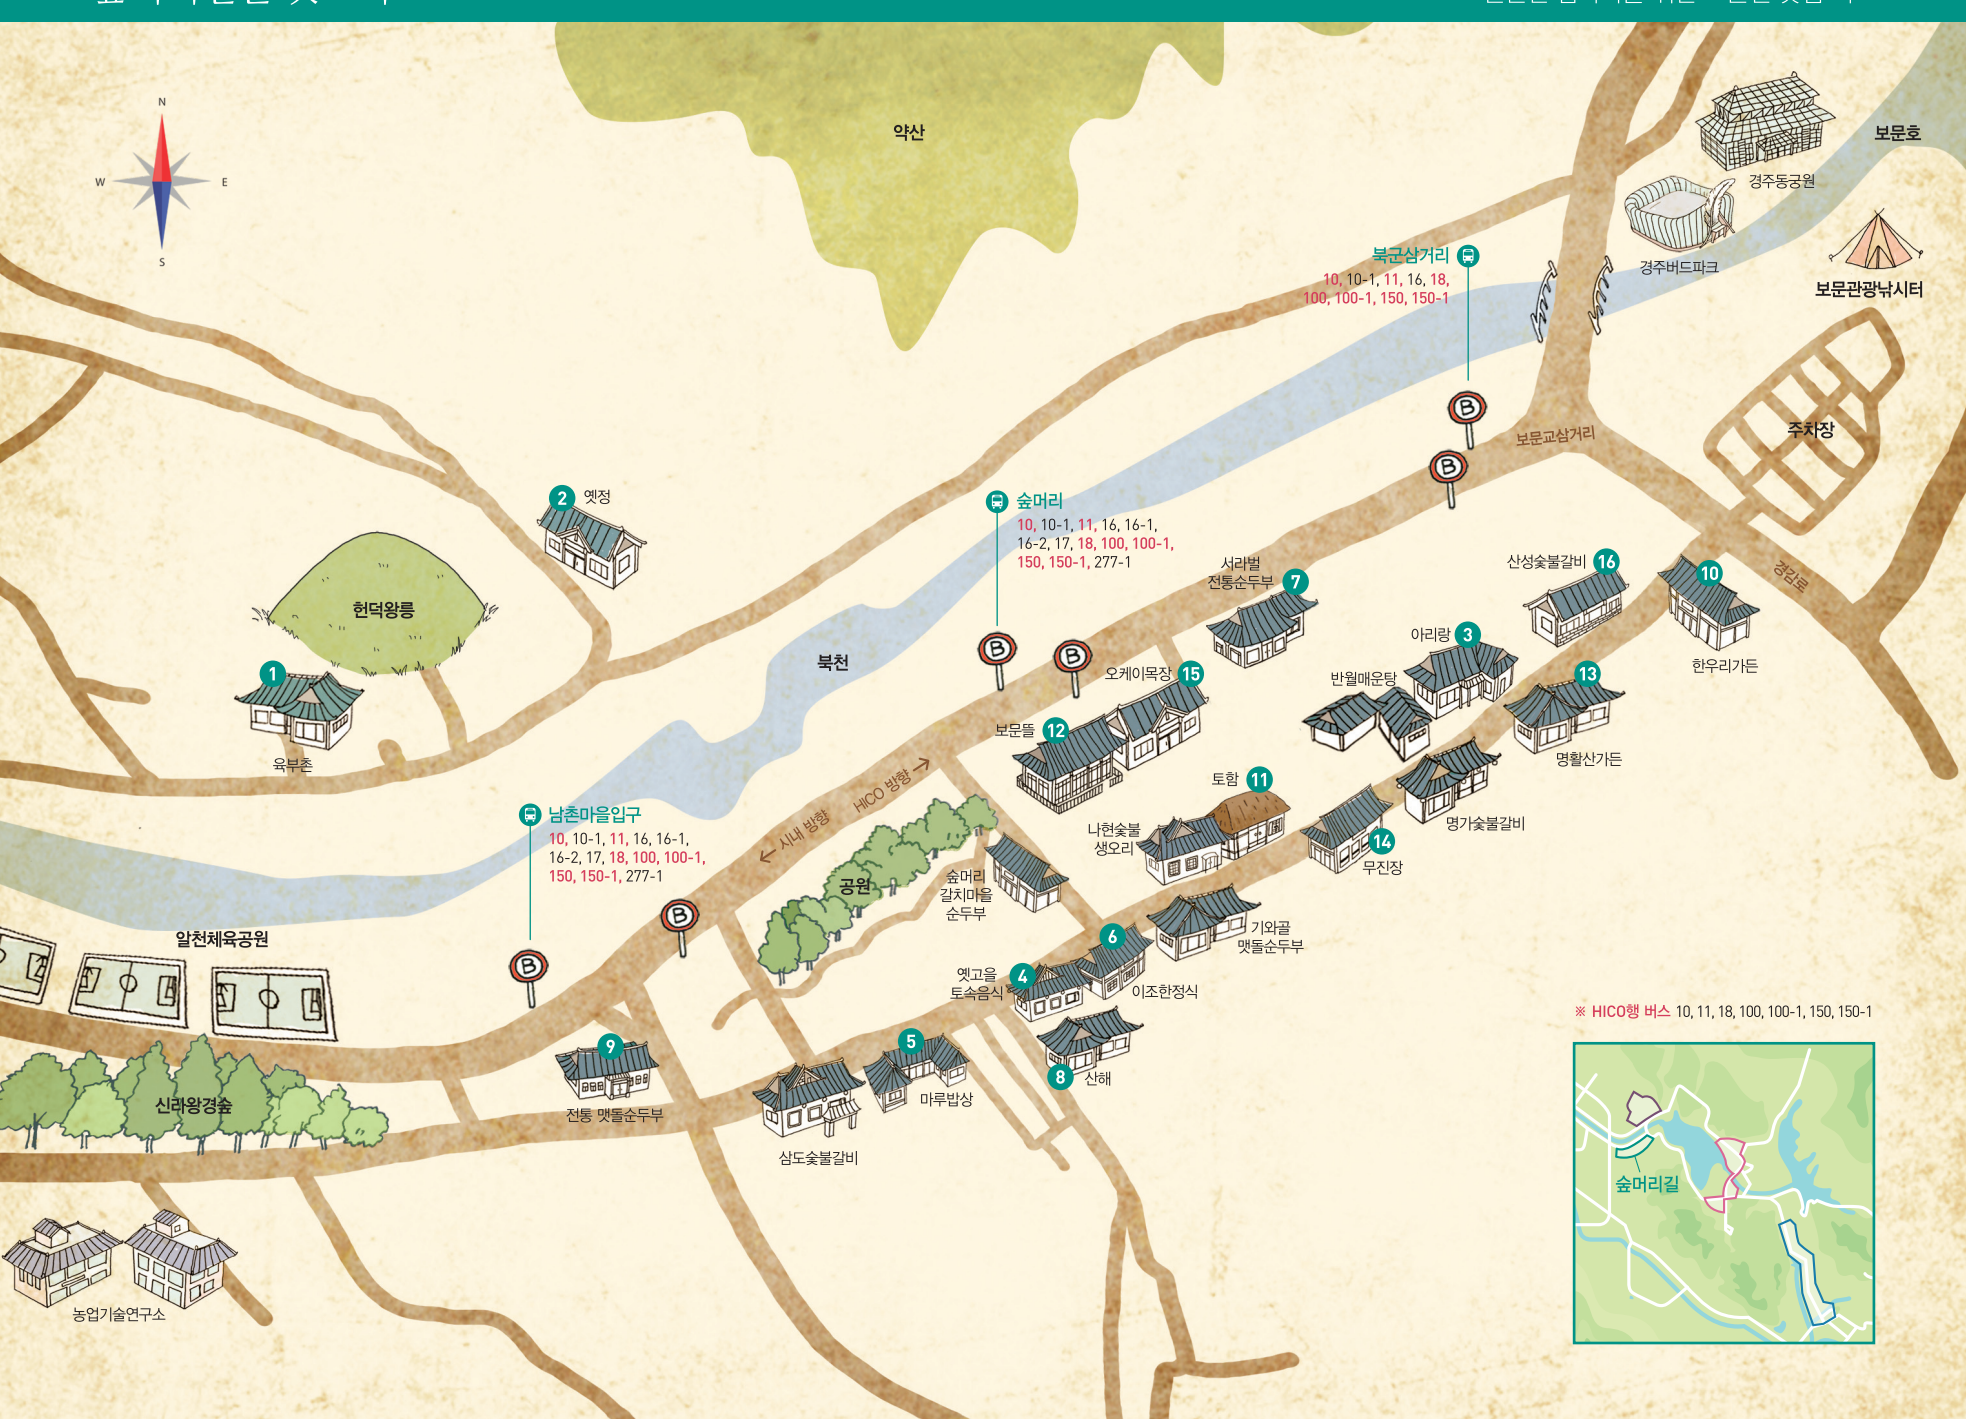 N
W
E
S
약산
보문호
경주동궁원
경주버드파크
보문관광낚시터
북군삼거리
10, 10-1, 11, 16, 18,
100, 100-1, 150, 150-1
B
B
보문교삼거리
주차장
경감로
2 옛정
헌덕왕릉
1
육부촌
숲머리
10, 10-1, 11, 16, 16-1,
16-2, 17, 18, 100, 100-1,
150, 150-1, 277-1
B
B
북천
서라벌
전통순두부 7
산성숯불갈비 16
10
한우리가든
아리랑 3
반월매운탕
13
명활산가든
오케이목장 15
보문뜰 12
토함 11
나현숯불
생오리
명가숯불갈비
14
무진장
← 시내 방향
HICO 방향 →
남촌마을입구
10, 10-1, 11, 16, 16-1,
16-2, 17, 18, 100, 100-1,
150, 150-1, 277-1
B
B
공원
숲머리
갈치마을
순두부
기와골
맷돌순두부
6
이조한정식
옛고을
토속음식 4
8 산해
5
마루밥상
삼도숯불갈비
9
전통 맷돌순두부
알천체육공원
신라왕경숲
농업기술연구소
※ HICO행 버스 10, 11, 18, 100, 100-1, 150, 150-1
숲머리길